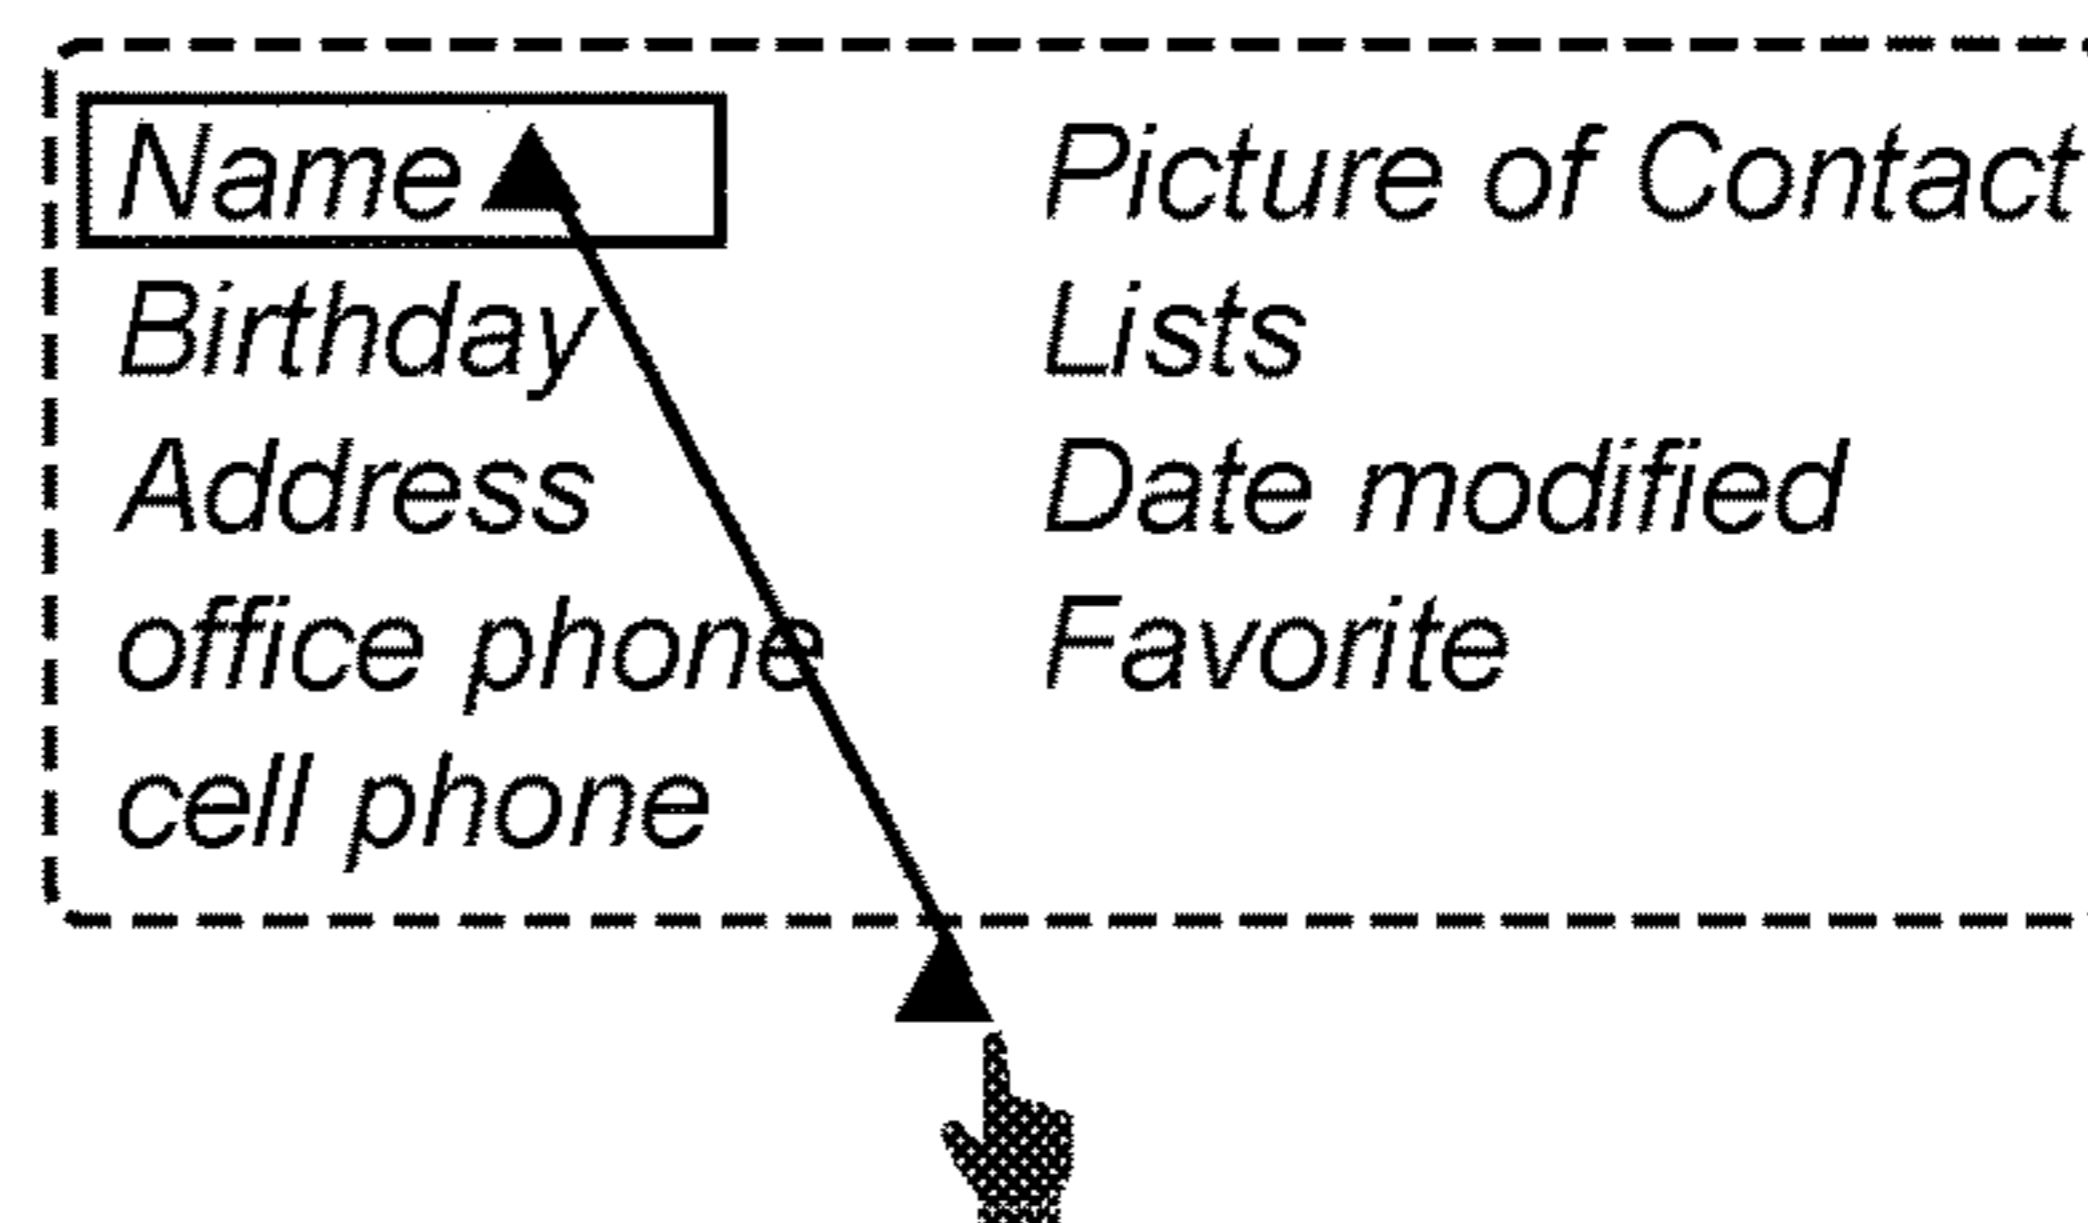 Name
Birthday
Address
office phone
cell phone
Picture of Contact
Lists
Date modified
Favorite